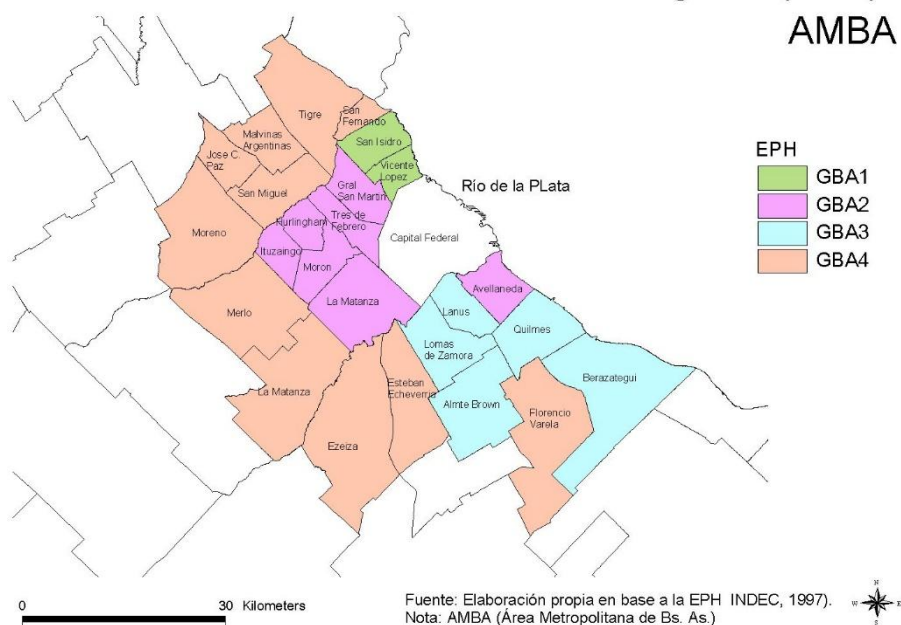 AMBA
Tigre
San
Fernando
Malvinas
Argentinas
San Isidro
Jose C.
Paz
Vicente
Lopez
San Miguel
Gral
San Martin
Río de la PLata
EPH
GBA1
GBA2
GBA3
GBA4
Moreno
Hurlingham
Tres de
Febrero
Capital Federal
Ituzaingo
Moron
La Matanza
Avellaneda
Merlo
Lanus
Quilmes
Lomas
de Zamora
Berazategui
La Matanza
Esteban
Echeverria
Almte Brown
Florencio
Varela
Ezeiza
0 30 Kilometers
Fuente: Elaboración propia en base a la EPH INDEC, 1997).
Nota: AMBA (Área Metropolitana de Bs. As.)
N
W E
S